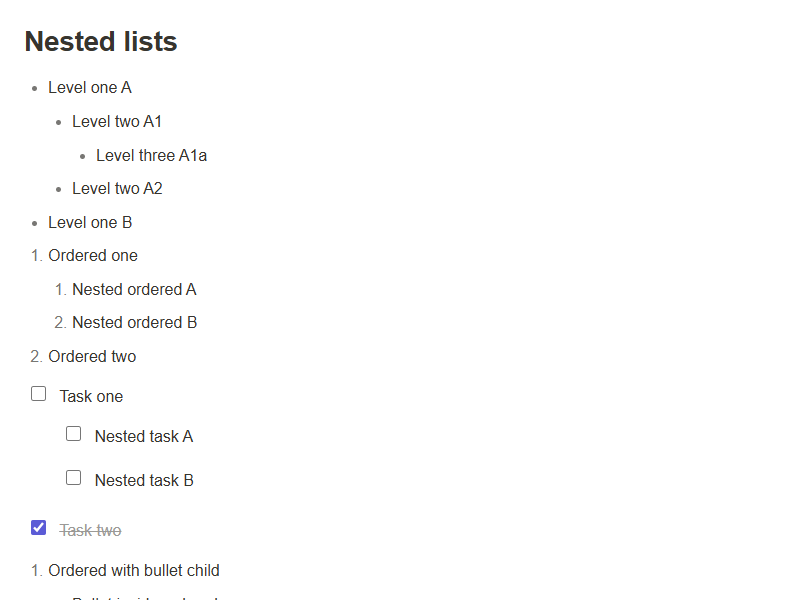 Nested lists
Level one A
Level two A1
Level three A1a
Level two A2
Level one B
1. Ordered one
1. Nested ordered A
2. Nested ordered B
2. Ordered two
Task one
Nested task A
Nested task B
Task two
1. Ordered with bullet child